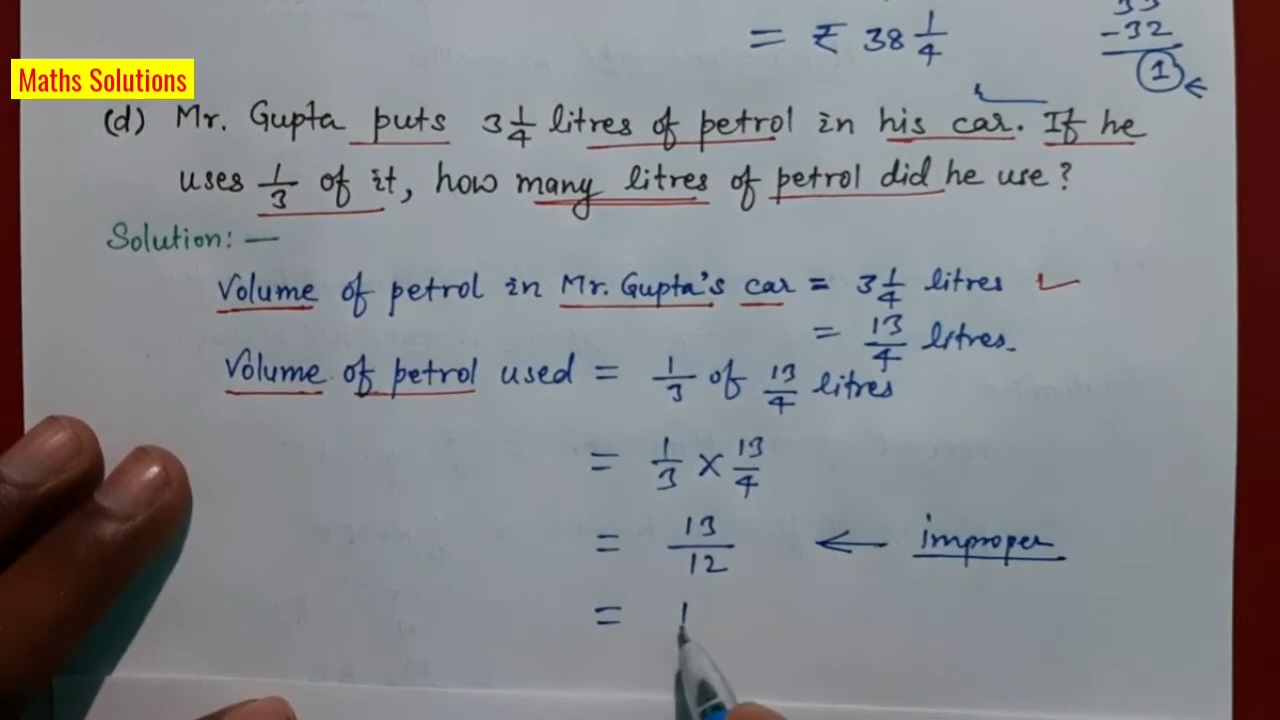 = ₹ 38 1/4
33
-32
1
Maths Solutions
(d) Mr. Gupta puts 3 1/4 litres of petrol in his car. If he
uses 1/3 of it, how many litres of petrol did he use?
Solution: —
Volume of petrol in Mr. Gupta's car = 3 1/4 litres
= 13/4 litres.
Volume of petrol used = 1/3 of 13/4 litres
= 1/3 × 13/4
= 13/12 ← improper
= 1